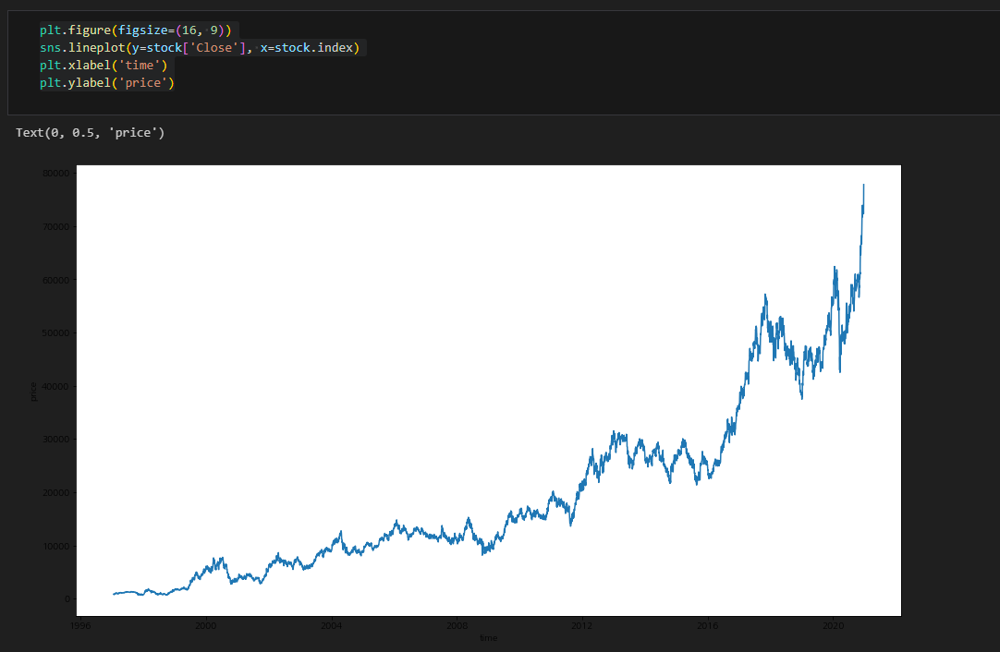 plt.figure(figsize=(16, 9))
sns.lineplot(y=stock['Close'], x=stock.index)
plt.xlabel('time')
plt.ylabel('price')
Text(0, 0.5, 'price')
80000
70000
60000
50000
40000
30000
20000
10000
0
price
1996
2000
2004
2008
2012
2016
2020
time